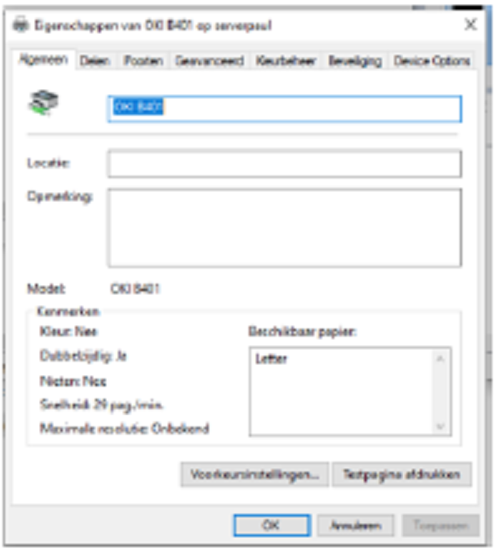 Eigenschappen van OKI B401 op serverpaul
Algemeen Delen Poorten Geavanceerd Kleurbeheer Beveiliging Device Options
OKI B401
Locatie:
Opmerking:
Model: OKI B401
Kenmerken
Kleur: Nee
Beschikbaar papier:
Dubbelzijdig: Ja
Letter
Nieten: Nee
Snelheid: 29 pag./min.
Maximale resolutie: Onbekend
Voorkeursinstellingen... Testpagina afdrukken
OK Annuleren Toepassen